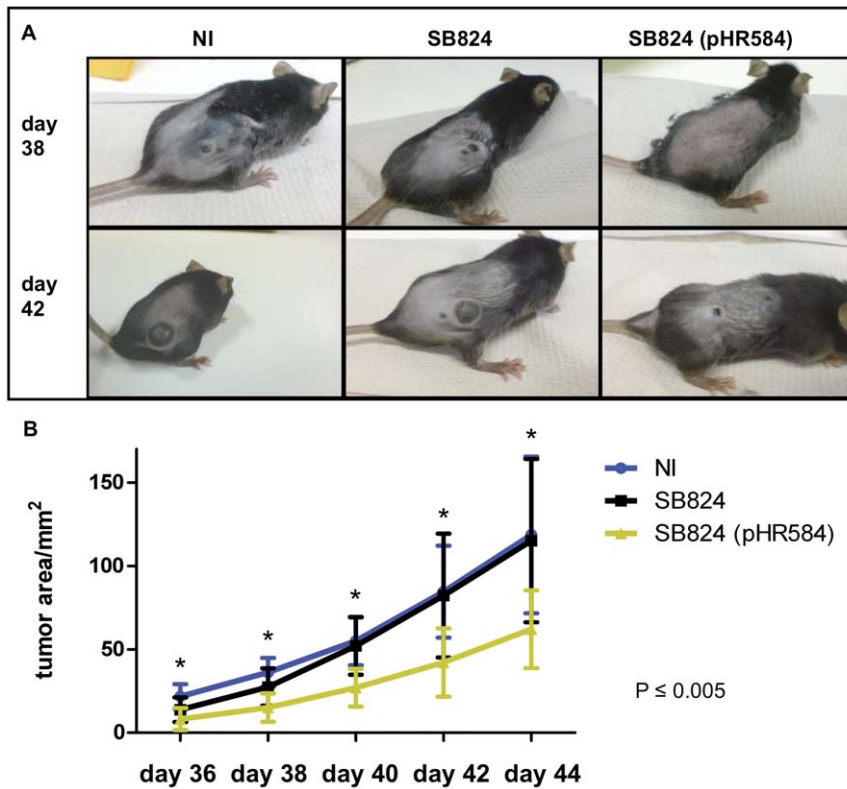 A
NI SB824 SB824 (pHR584)
day
38
day
42
B
* * * * *
150
100
50
0
tumor area/mm²
day 36 day 38 day 40 day 42 day 44
NI
SB824
SB824 (pHR584)
P ≤ 0.005